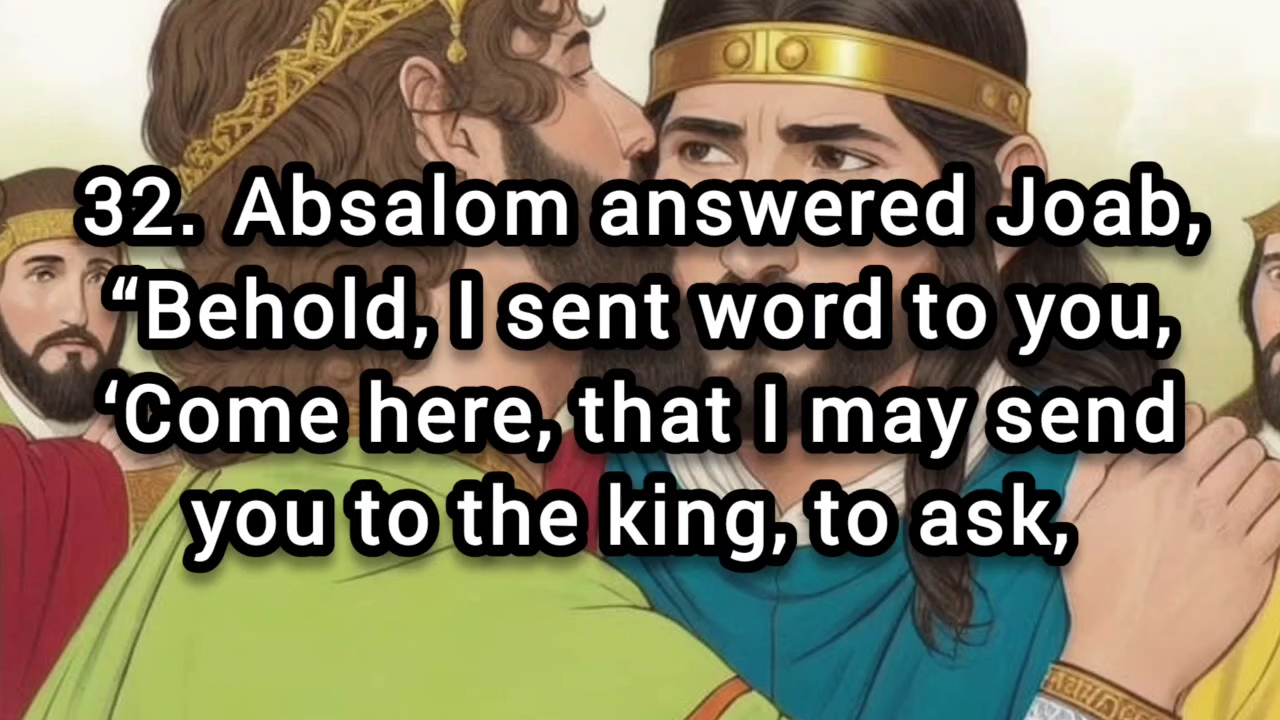 32. Absalom answered Joab,
“Behold, I sent word to you,
‘Come here, that I may send
you to the king, to ask,